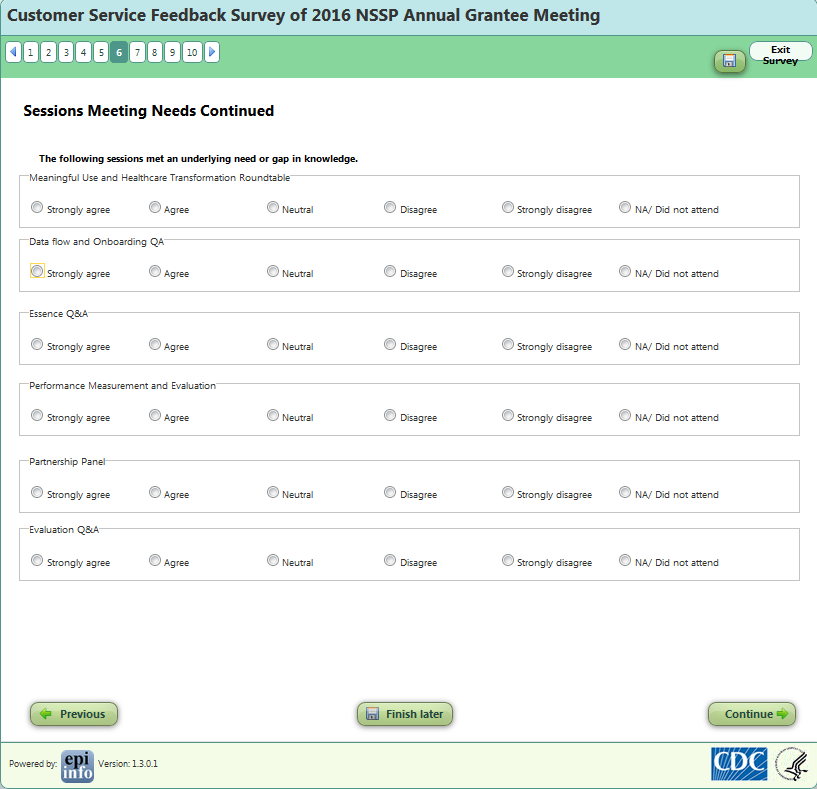 Customer Service Feedback Survey of 2016 NSSP Annual Grantee Meeting
1 2 3 4 5 6 7 8 9 10
Exit
Survey
Sessions Meeting Needs Continued
The following sessions met an underlying need or gap in knowledge.
Meaningful Use and Healthcare Transformation Roundtable
Strongly agree Agree Neutral Disagree Strongly disagree NA/ Did not attend
Data flow and Onboarding QA
Strongly agree Agree Neutral Disagree Strongly disagree NA/ Did not attend
Essence Q&A
Strongly agree Agree Neutral Disagree Strongly disagree NA/ Did not attend
Performance Measurement and Evaluation
Strongly agree Agree Neutral Disagree Strongly disagree NA/ Did not attend
Partnership Panel
Strongly agree Agree Neutral Disagree Strongly disagree NA/ Did not attend
Evaluation Q&A
Strongly agree Agree Neutral Disagree Strongly disagree NA/ Did not attend
Previous Finish later Continue
Powered by: epi info Version: 1.3.0.1 CDC